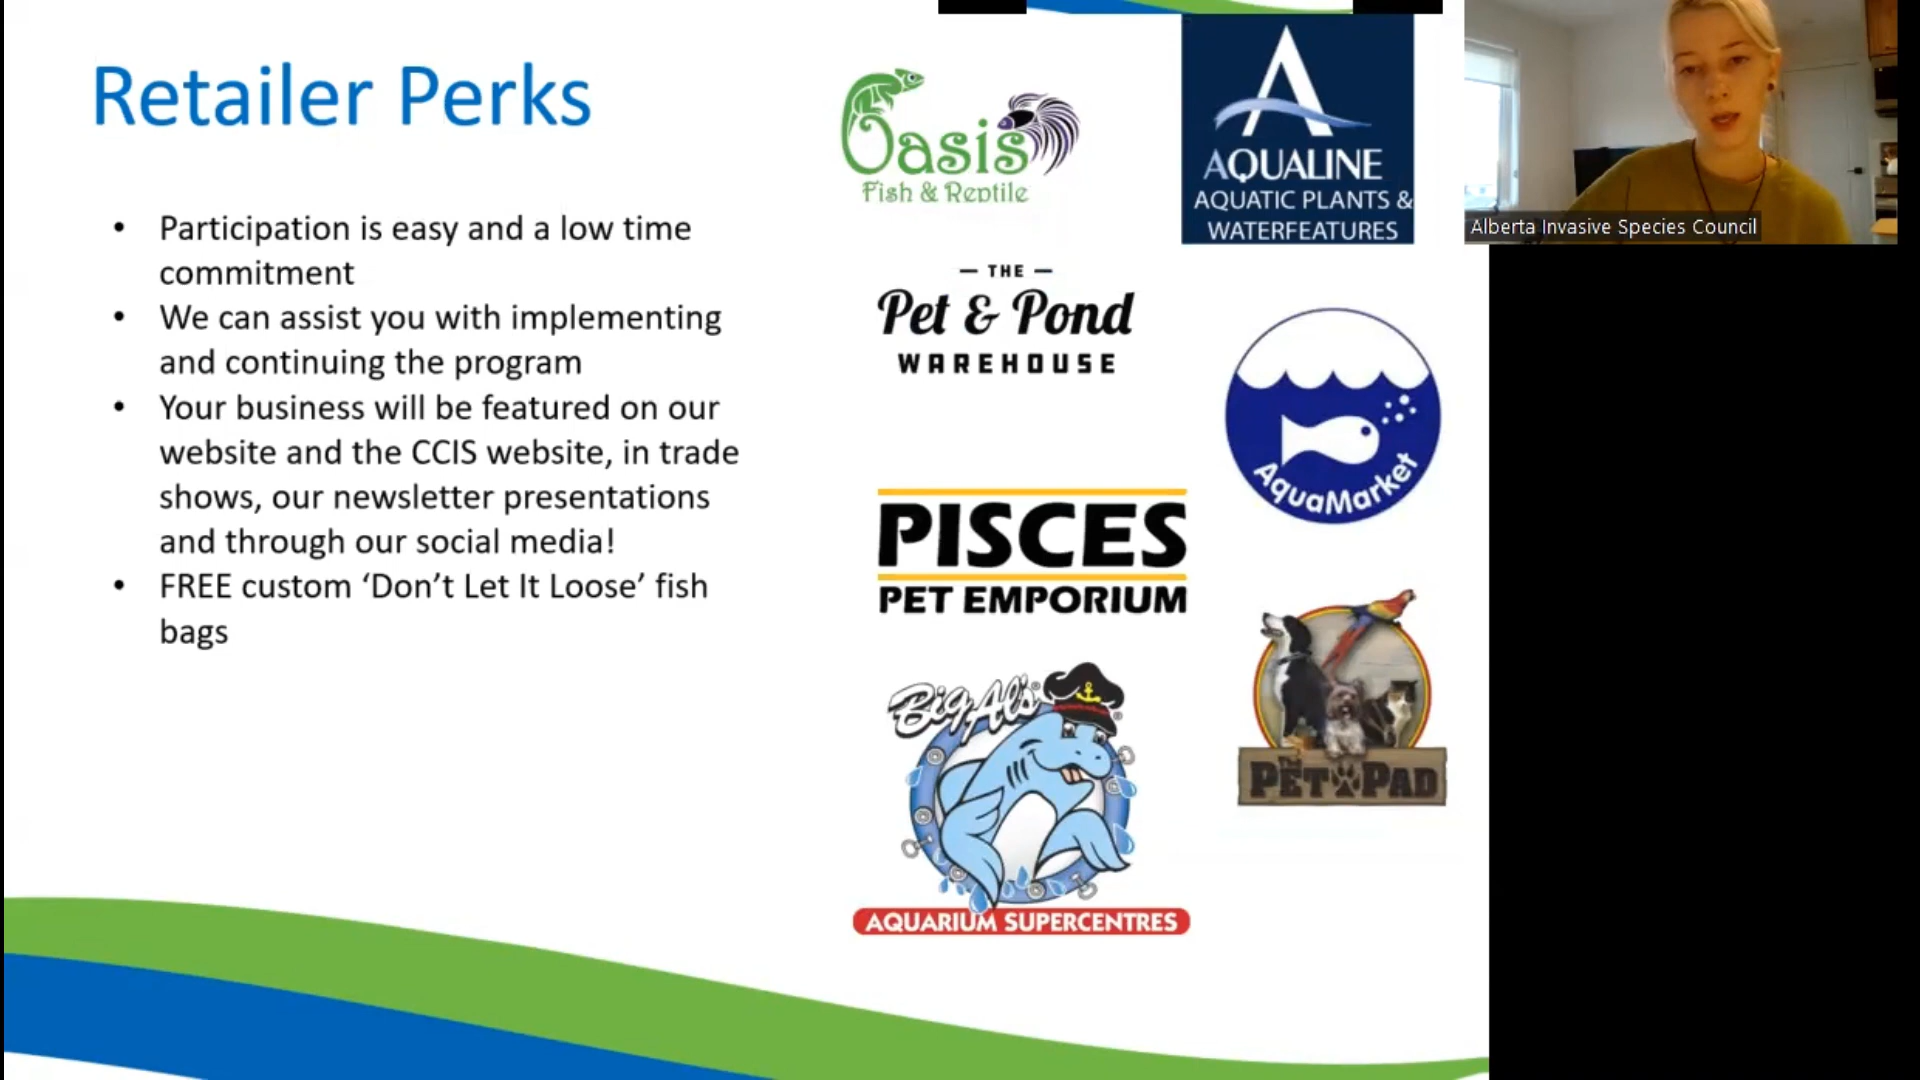 Retailer Perks
• Participation is easy and a low time
commitment
• We can assist you with implementing
and continuing the program
• Your business will be featured on our
website and the CCIS website, in trade
shows, our newsletter presentations
and through our social media!
• FREE custom ‘Don’t Let It Loose’ fish
bags
Oasis
Fish & Reptile
AQUALINE
AQUATIC PLANTS &
WATERFEATURES
THE
Pet & Pond
WAREHOUSE
AquaMarket
PISCES
PET EMPORIUM
Big Al's
AQUARIUM SUPERCENTRES
THE
PET PAD
Alberta Invasive Species Council